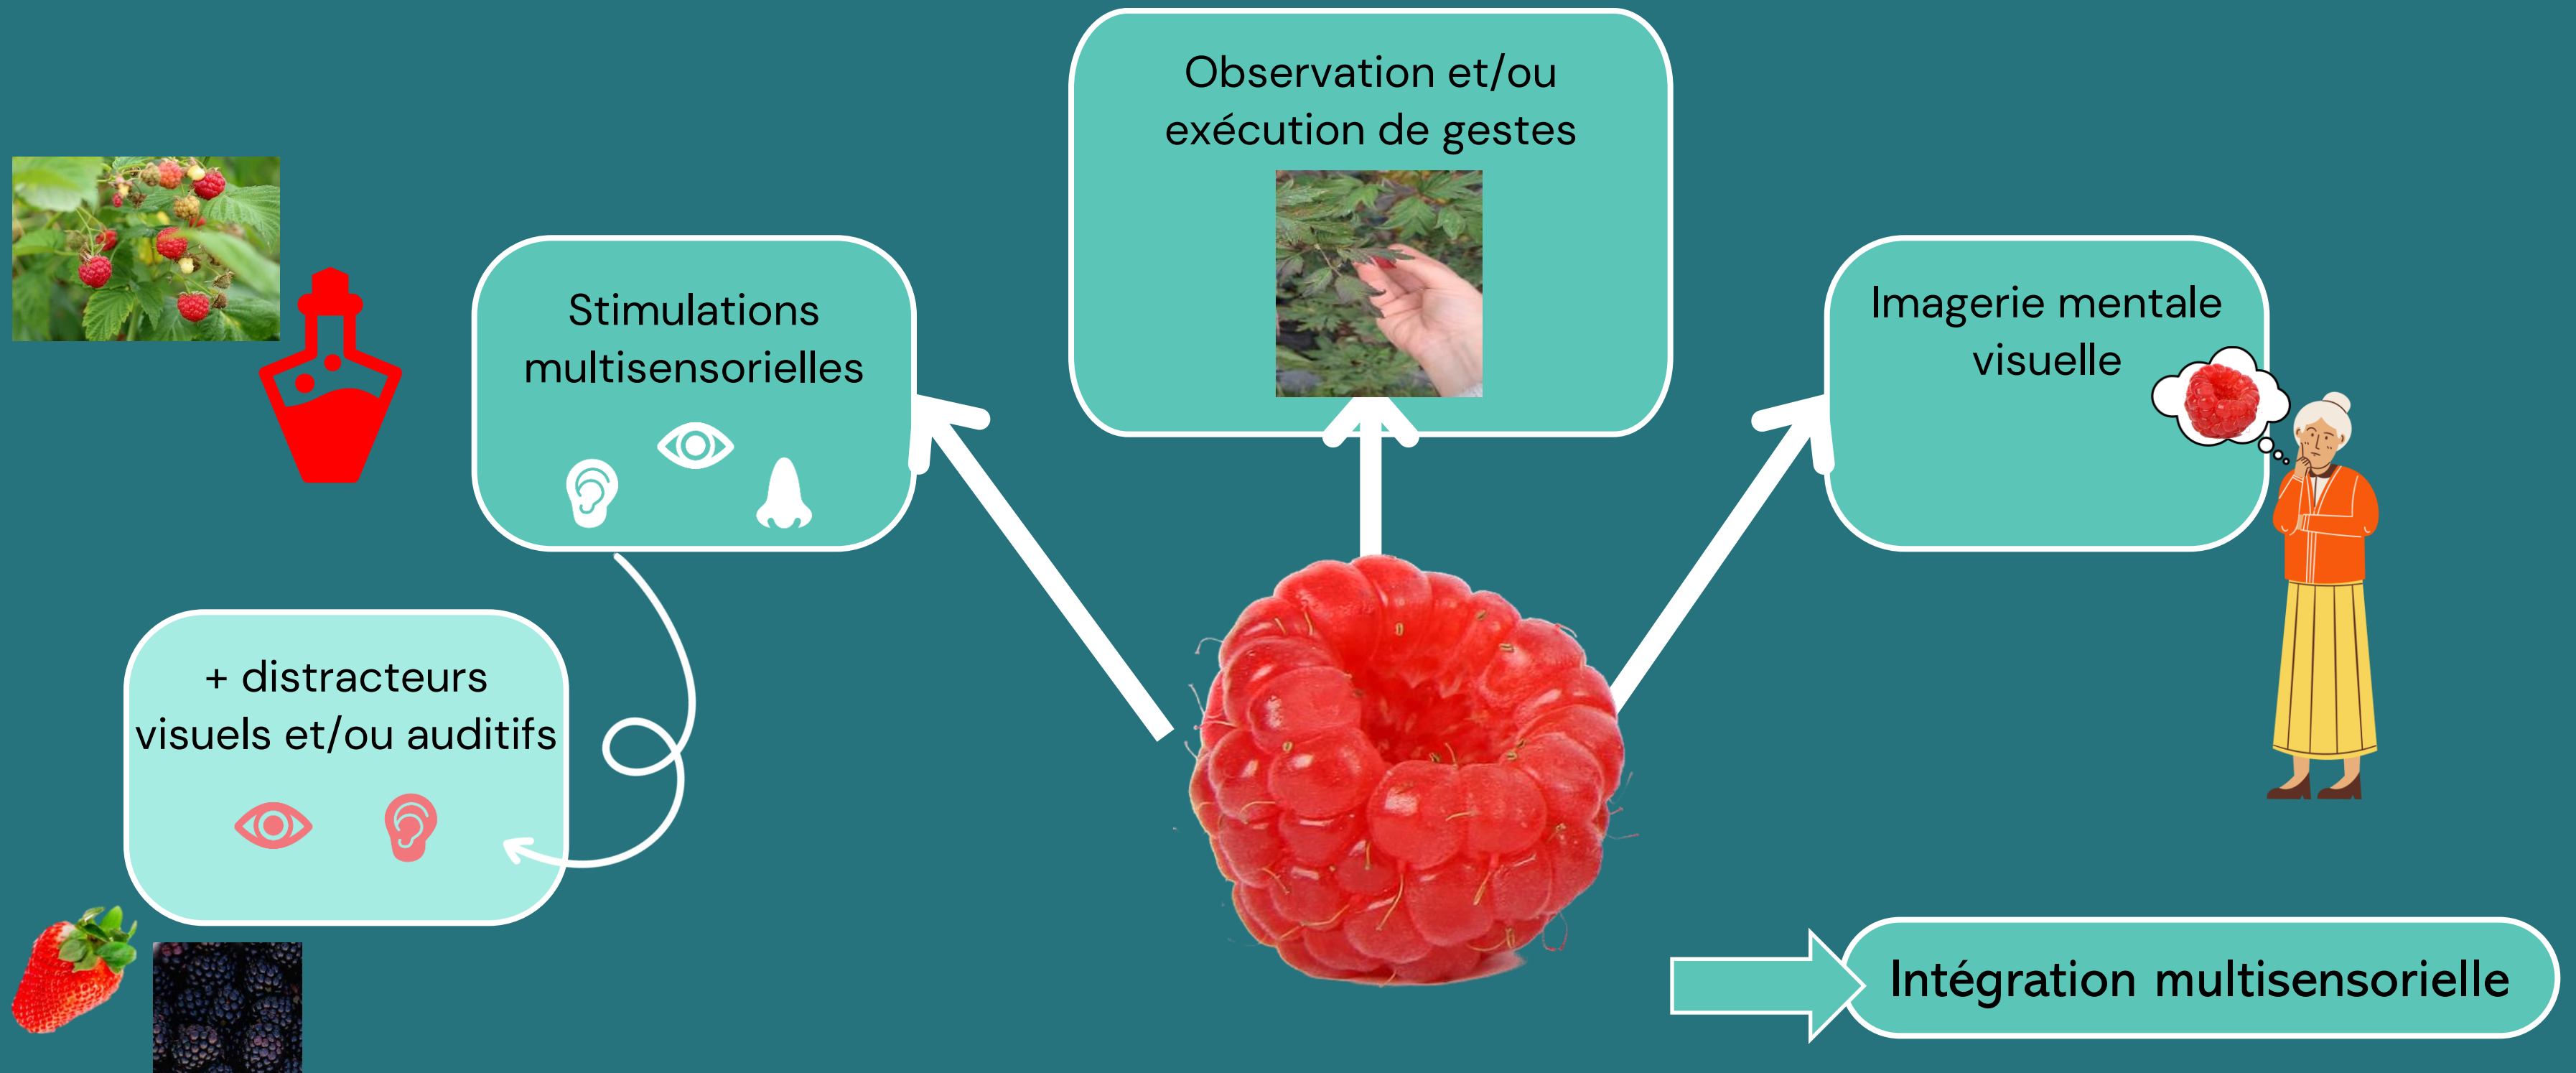 Observation et/ou
exécution de gestes
Stimulations
multisensorielles
Imagerie mentale
visuelle
+ distracteurs
visuels et/ou auditifs
Intégration multisensorielle